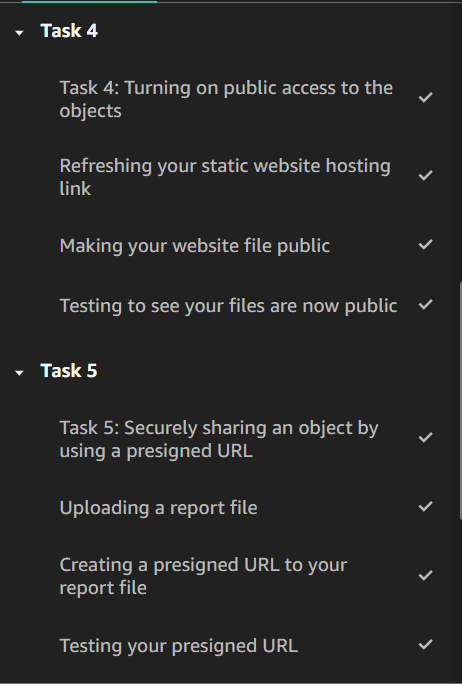 Task 4
Task 4: Turning on public access to the
objects
Refreshing your static website hosting
link
Making your website file public
Testing to see your files are now public
Task 5
Task 5: Securely sharing an object by
using a presigned URL
Uploading a report file
Creating a presigned URL to your
report file
Testing your presigned URL